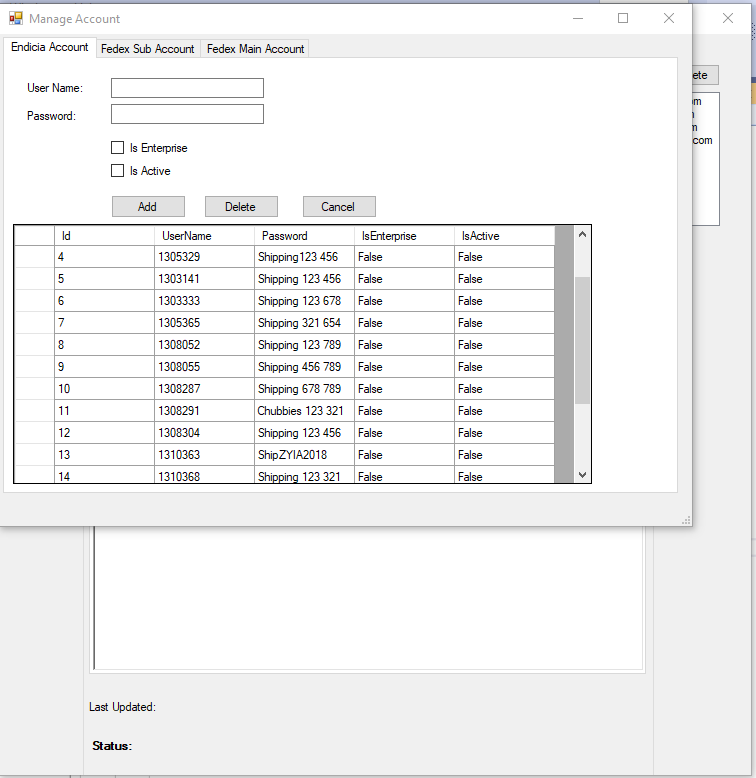 Manage Account
Endicia Account Fedex Sub Account Fedex Main Account
User Name:
Password:
Is Enterprise
Is Active
Add Delete Cancel
Id UserName Password IsEnterprise IsActive
4 1305329 Shipping123 456 False False
5 1303141 Shipping 123 456 False False
6 1303333 Shipping 123 678 False False
7 1305365 Shipping 321 654 False False
8 1308052 Shipping 123 789 False False
9 1308055 Shipping 456 789 False False
10 1308287 Shipping 678 789 False False
11 1308291 Chubbies 123 321 False False
12 1308304 Shipping 123 456 False False
13 1310363 ShipZYIA2018 False False
14 1310368 Shipping 123 321 False False
ete
om
m
.com
Last Updated:
Status: